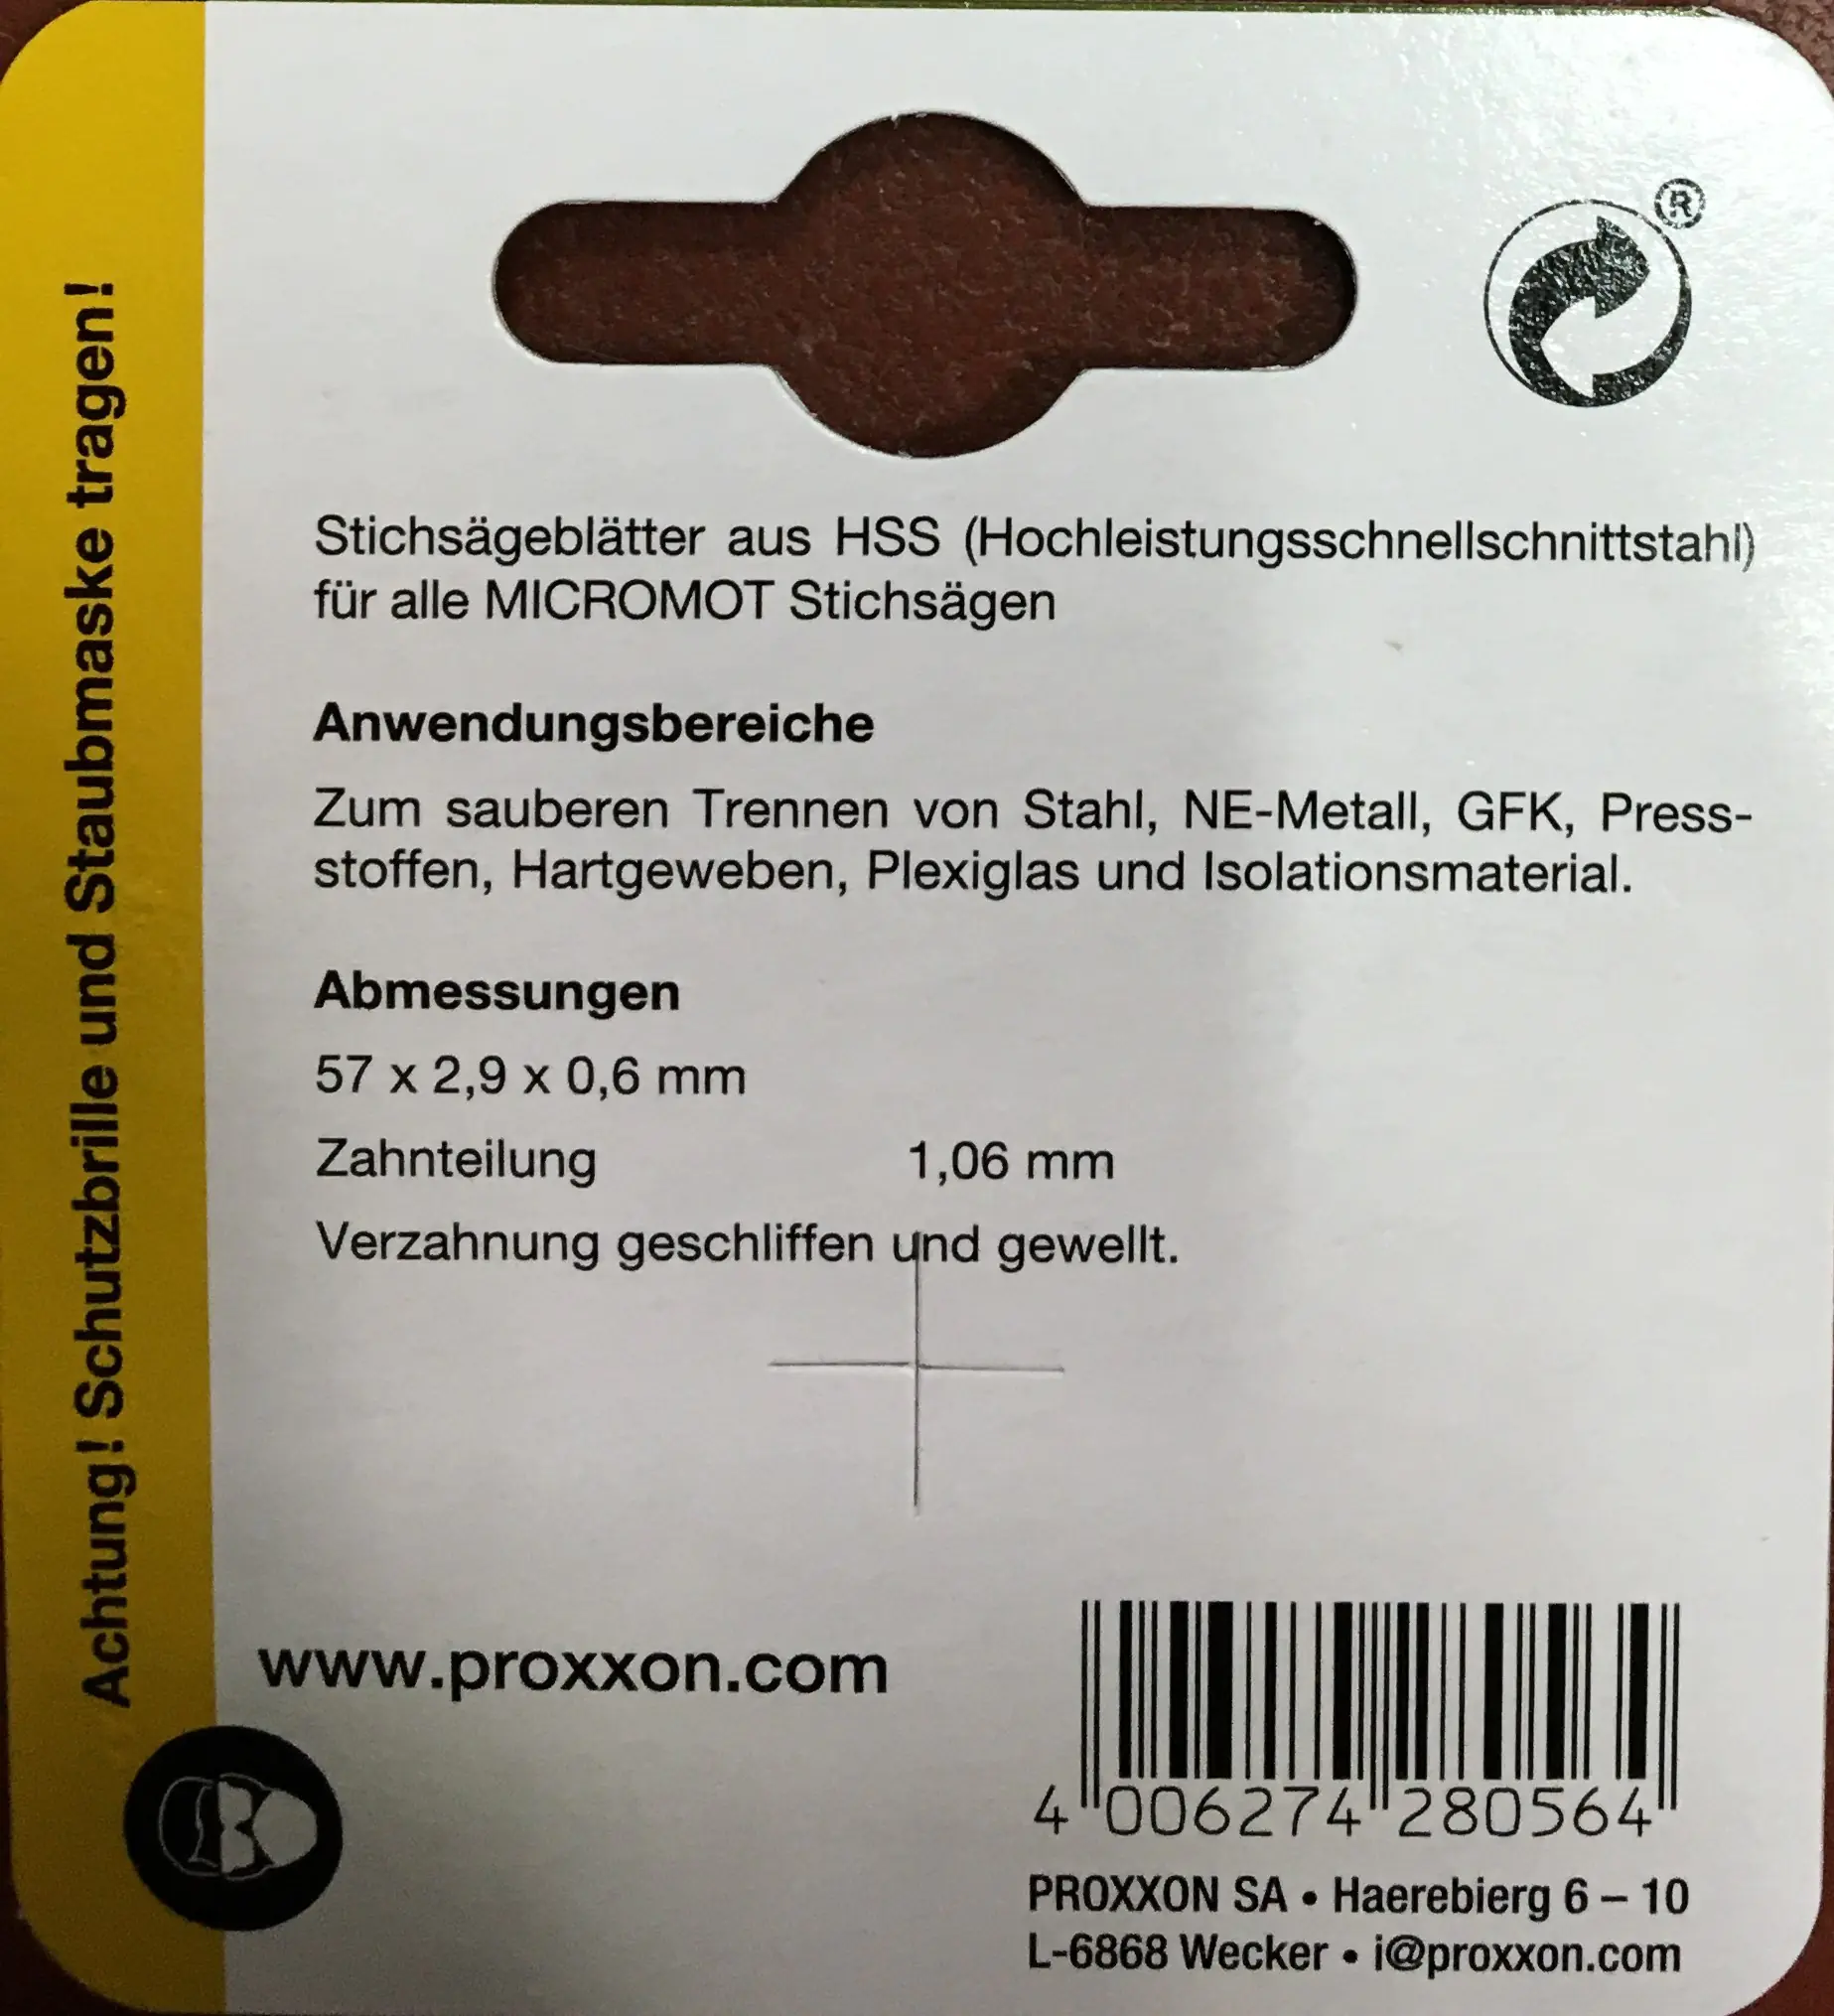 ®
Stichsägeblätter aus HSS (Hochleistungsschnellschnittstahl)
für alle MICROMOT Stichsägen
Anwendungsbereiche
Zum sauberen Trennen von Stahl, NE-Metall, GFK, Press-
stoffen, Hartgeweben, Plexiglas und Isolationsmaterial.
Abmessungen
57 x 2,9 x 0,6 mm
Zahnteilung 1,06 mm
Verzahnung geschliffen und gewellt.
Achtung! Schutzbrille und Staubmaske tragen!
www.proxxon.com
4 006274 280564
PROXXON SA • Haerebierg 6 – 10
L-6868 Wecker • i@proxxon.com